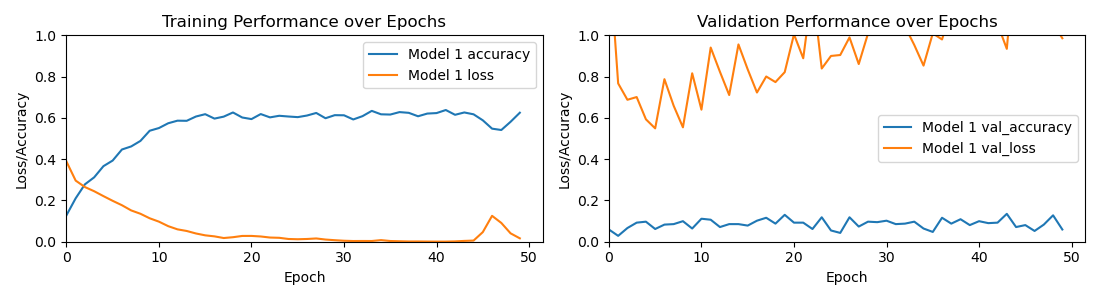 Training Performance over Epochs
Loss/Accuracy
1.0
0.8
0.6
0.4
0.2
0.0
Model 1 accuracy
Model 1 loss
0
10
20
30
40
50
Epoch
Validation Performance over Epochs
Loss/Accuracy
1.0
0.8
0.6
0.4
0.2
0.0
Model 1 val_accuracy
Model 1 val_loss
0
10
20
30
40
50
Epoch